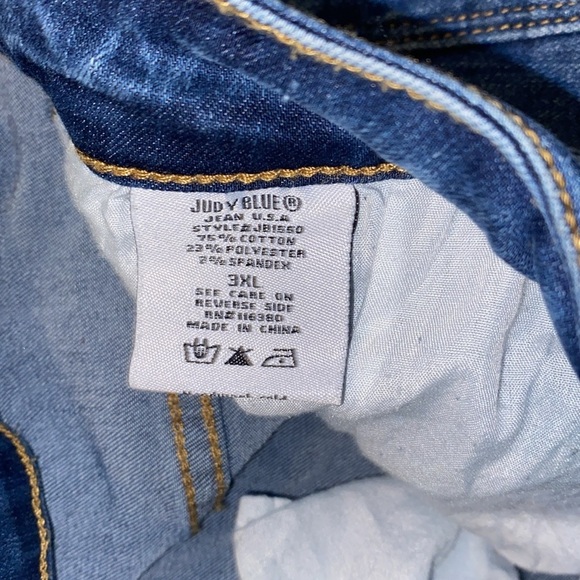 JUDY BLUE®
JEAN U.S.A
STYLE#JB1550
75% COTTON
23% POLYESTER
2% SPANDEX
3XL
SEE CARE ON
REVERSE SIDE
RN#116380
MADE IN CHINA